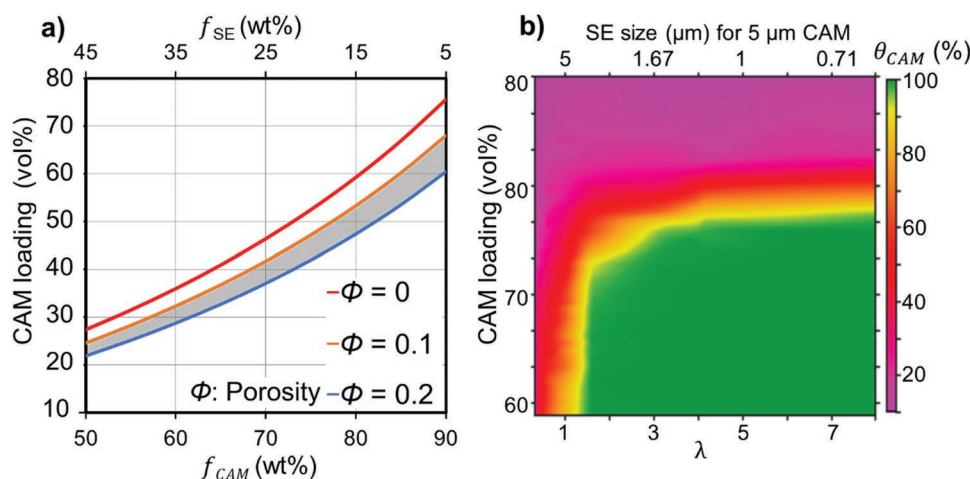 a)
f_SE (wt%)
45 35 25 15 5
CAM loading (vol%)
80
70
60
50
40
30
20
10
Φ = 0
Φ = 0.1
Φ: Porosity Φ = 0.2
50 60 70 80 90
f_CAM (wt%)
b)
SE size (μm) for 5 μm CAM
5 1.67 1 0.71
θ_CAM (%)
CAM loading (vol%)
80
80
70
60
1 3 5 7
λ
100
80
60
40
20